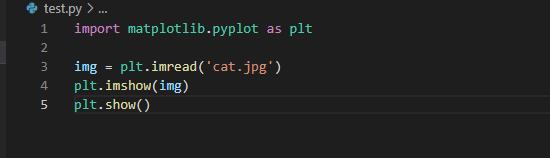 test.py > ...
1 import matplotlib.pyplot as plt
2
3 img = plt.imread('cat.jpg')
4 plt.imshow(img)
5 plt.show()